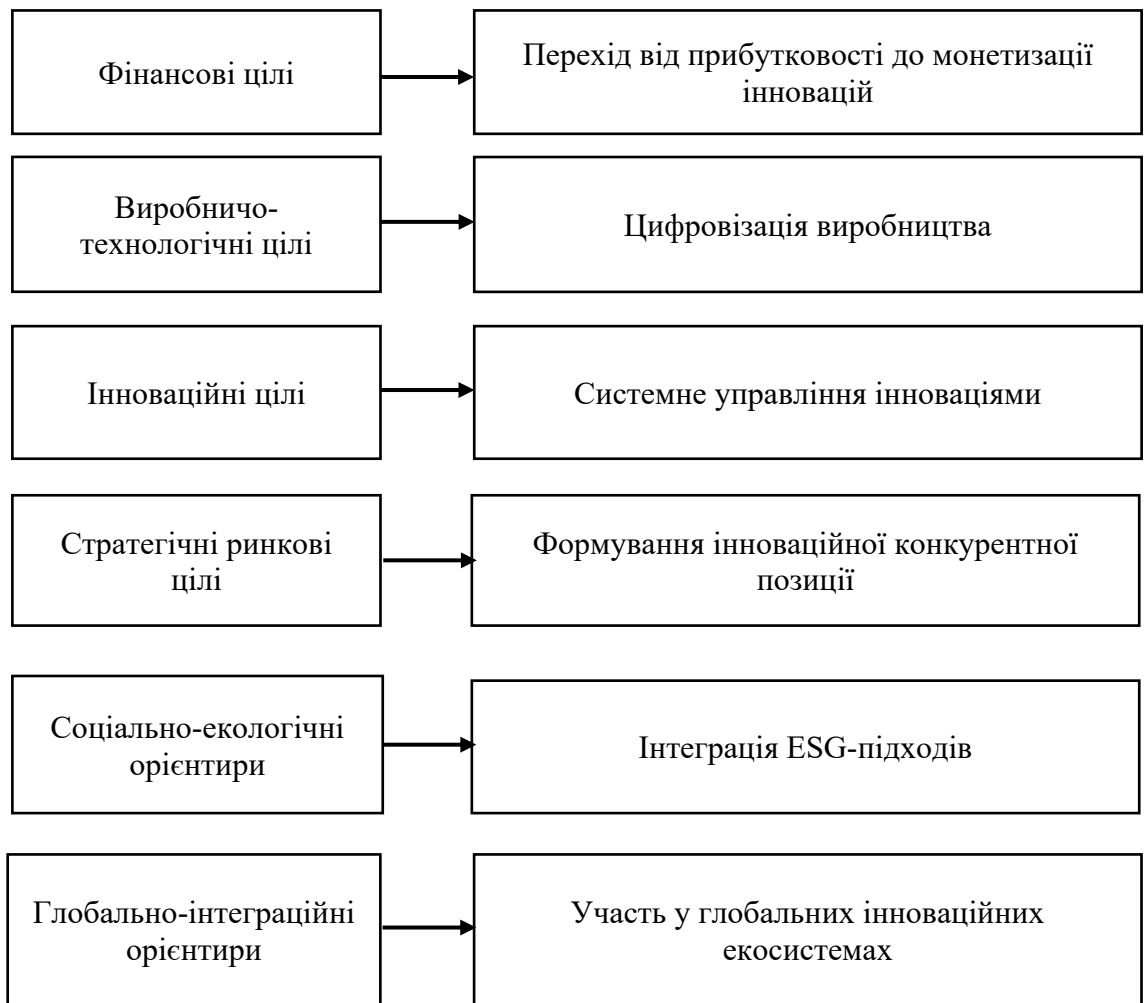 Фінансові цілі
Перехід від прибутковості до монетизації
інновацій
Виробничо-
технологічні цілі
Цифровізація виробництва
Інноваційні цілі
Системне управління інноваціями
Стратегічні ринкові
цілі
Формування інноваційної конкурентної
позиції
Соціально-екологічні
орієнтири
Інтеграція ESG-підходів
Глобально-інтеграційні
орієнтири
Участь у глобальних інноваційних
екосистемах